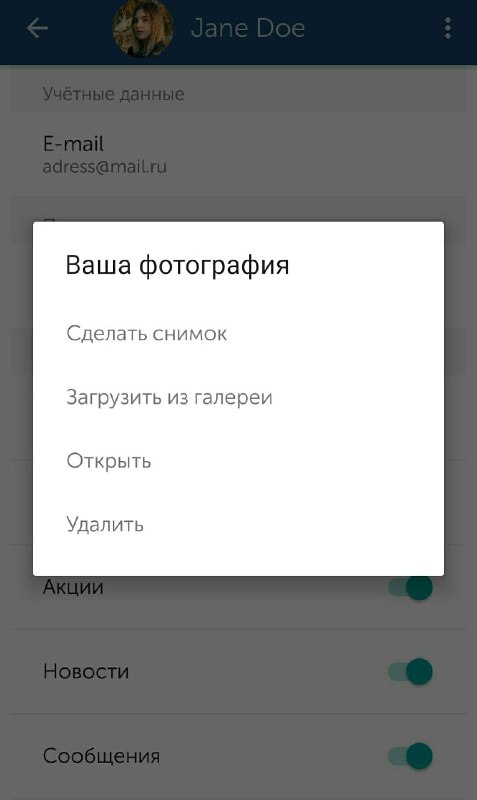 Jane Doe
Учётные данные
E-mail
adress@mail.ru
Ваша фотография
Сделать снимок
Загрузить из галереи
Открыть
Удалить
Акции
Новости
Сообщения